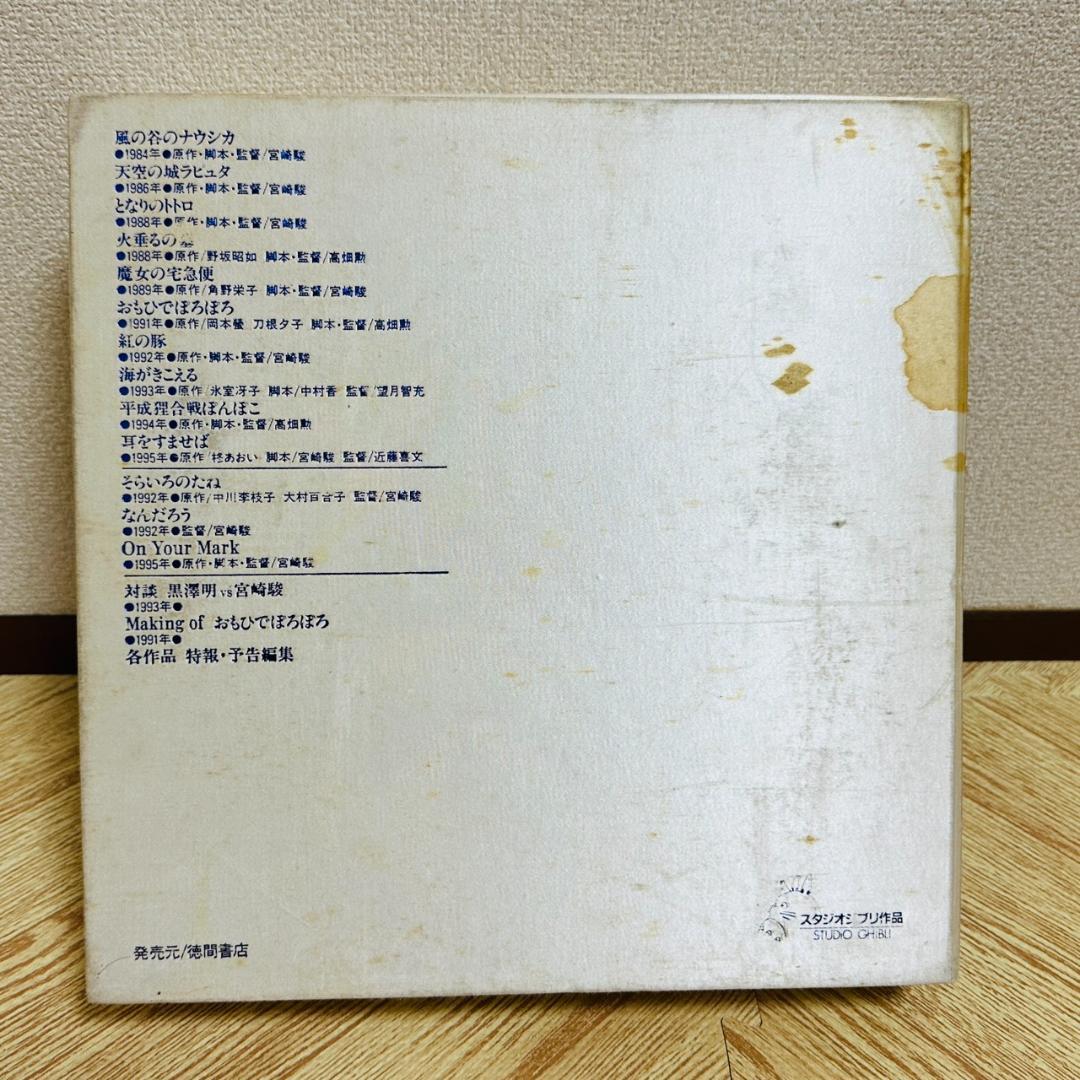 風の谷のナウシカ
●1984年●原作・脚本・監督/宮崎駿
天空の城ラピュタ
●1986年●原作・脚本・監督/宮崎駿
となりのトトロ
●1988年●原作・脚本・監督/宮崎駿
火垂るの墓
●1988年●原作/野坂昭如 脚本・監督/高畑勲
魔女の宅急便
●1989年●原作/角野栄子 脚本・監督/宮崎駿
おもひでぽろぽろ
●1991年●原作/岡本螢 刀根夕子 脚本・監督/高畑勲
紅の豚
●1992年●原作・脚本・監督/宮崎駿
海がきこえる
●1993年●原作/氷室冴子 脚本/中村香 監督/望月智充
平成狸合戦ぽんぽこ
●1994年●原作・脚本・監督/高畑勲
耳をすませば
●1995年●原作/柊あおい 脚本/宮崎駿 監督/近藤喜文
そらいろのたね
●1992年●原作/中川李枝子 大村百合子 監督/宮崎駿
なんだろう
●1992年●監督/宮崎駿
On Your Mark
●1995年●原作・脚本・監督/宮崎駿
対談 黒澤明vs宮崎駿
●1993年●
Making of おもひでぽろぽろ
●1991年●
各作品 特報・予告編集
スタジオジブリ作品
STUDIO GHIBLI
発売元/徳間書店